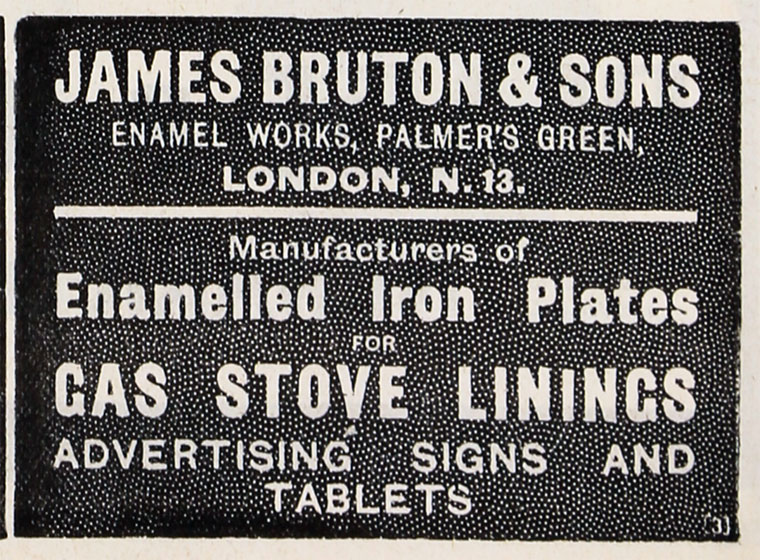 JAMES BRUTON & SONS
ENAMEL WORKS, PALMER'S GREEN,
LONDON, N. 13.
Manufacturers of
Enamelled Iron Plates
FOR
GAS STOVE LININGS
ADVERTISING SIGNS AND
TABLETS